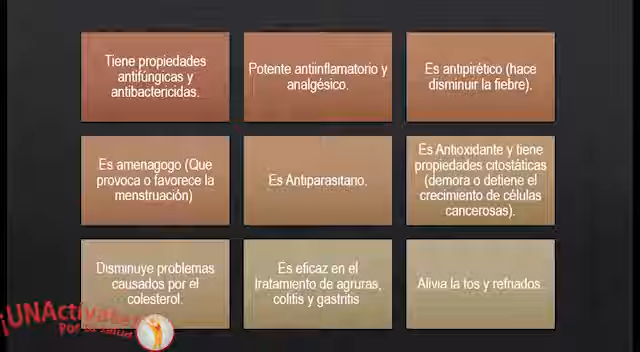 Tiene propiedades
antifúngicas y
antibactericidas.
Potente antiinflamatorio y
analgésico.
Es antipirético (hace
disminuir la fiebre).
Es amenagogo (Que
provoca o favorece la
menstruación)
Es Antiparasitario.
Es Antioxidante y tiene
propiedades citostáticas
(demora o detiene el
crecimiento de células
cancerosas).
Disminuye problemas
causados por el
colesterol.
Es eficaz en el
tratamiento de agruras,
colitis y gastritis
Alivia la tos y refriados.
¡UNActívate!
Por tu salud